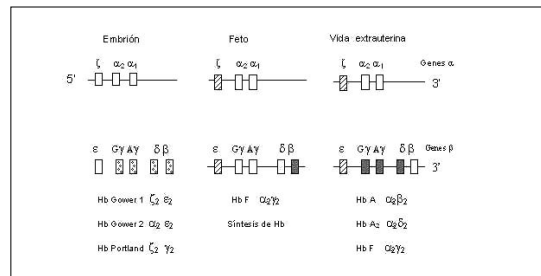 Embrión Feto Vida extrauterina
ζ α2 α1 ζ α2 α1 ζ α2 α1 Genes α
5' 3'
ε Gγ Aγ δ β ε Gγ Aγ δ β ε Gγ Aγ δ β Genes β
3'
Hb Gower 1 ζ2 ε2 Hb F α2γ2 Hb A α2β2
Hb Gower 2 α2 ε2 Síntesis de Hb Hb A2 α2δ2
Hb Portland ζ2 γ2 Hb F α2γ2